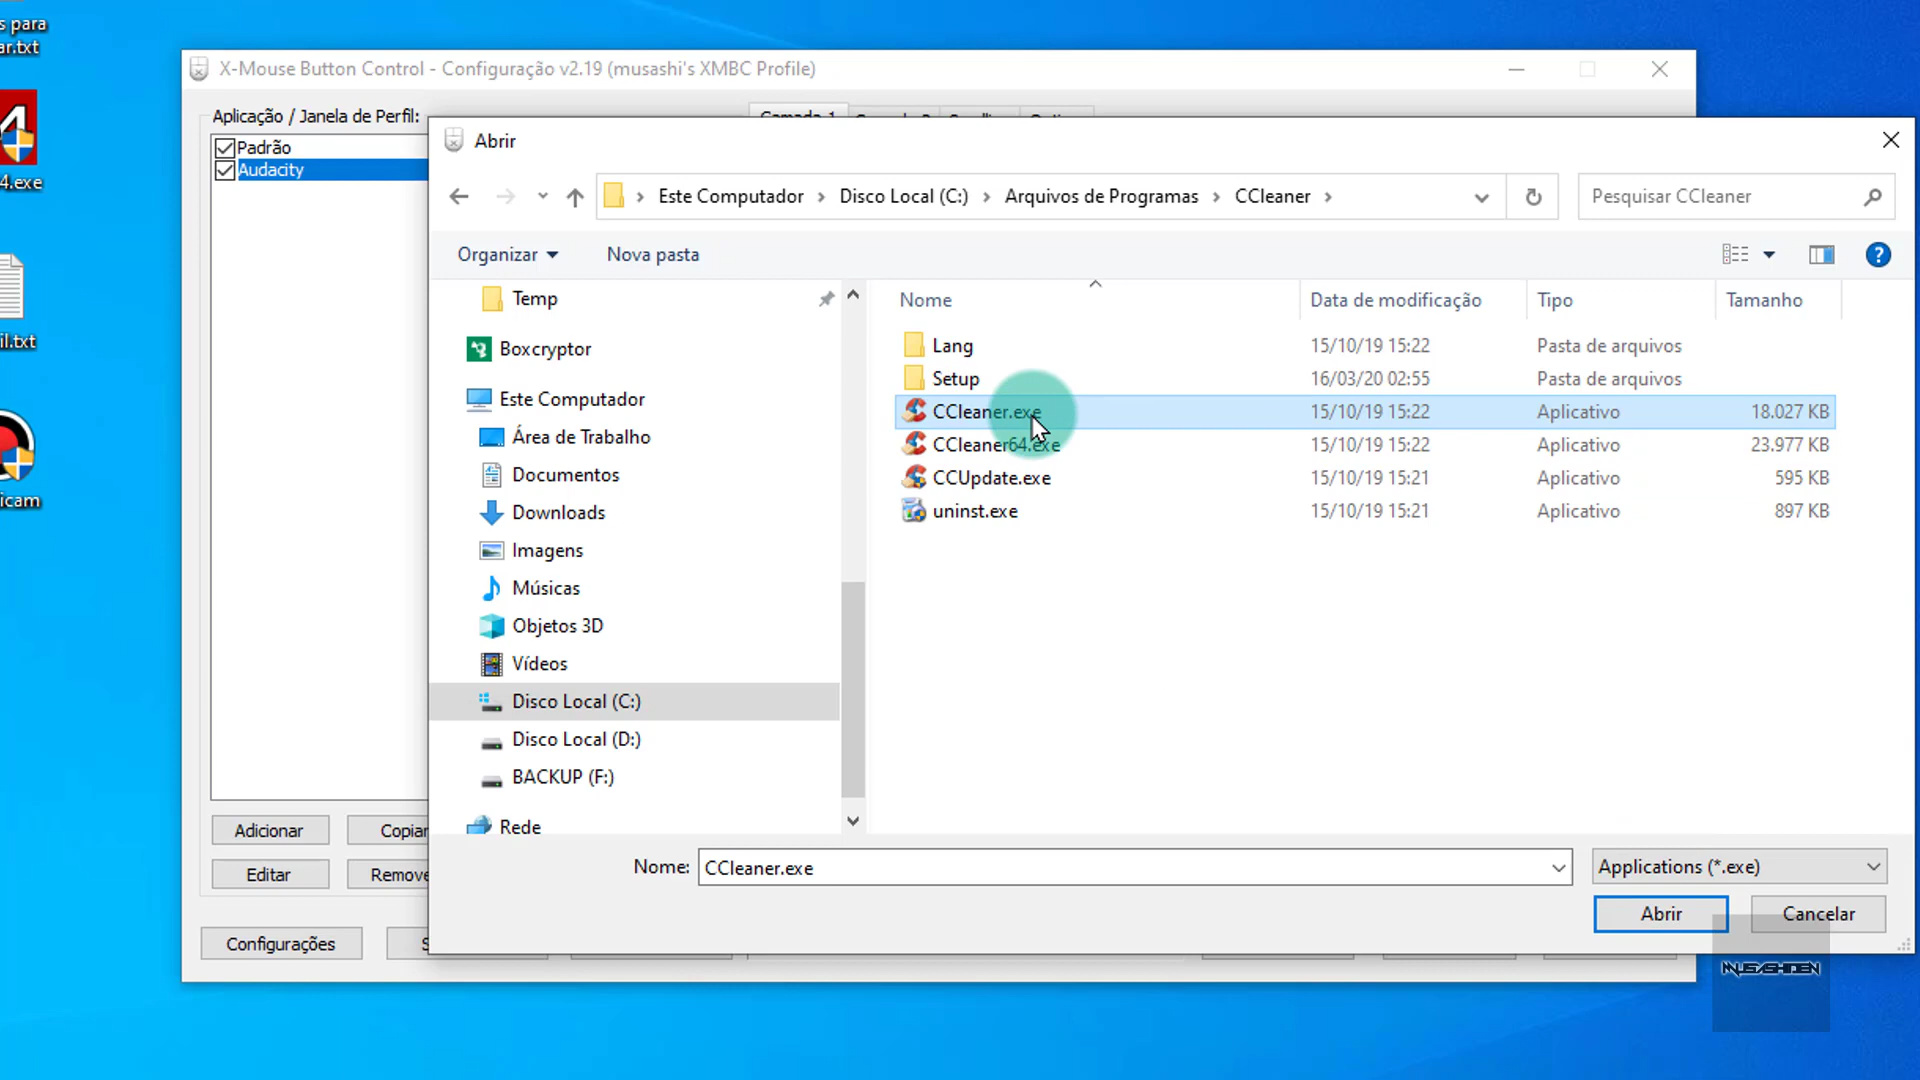 s para
ar.txt
4.exe
il.txt
icam
X-Mouse Button Control - Configuração v2.19 (musashi's XMBC Profile)
Aplicação / Janela de Perfil:
Padrão
Audacity
Adicionar
Copiar
Editar
Remove
Configurações
S
Camada 1
Abrir
Este Computador
Disco Local (C:)
Arquivos de Programas
CCleaner
Pesquisar CCleaner
Organizar
Nova pasta
Temp
Boxcryptor
Este Computador
Área de Trabalho
Documentos
Downloads
Imagens
Músicas
Objetos 3D
Vídeos
Disco Local (C:)
Disco Local (D:)
BACKUP (F:)
Rede
Nome Data de modificação Tipo Tamanho
Lang 15/10/19 15:22 Pasta de arquivos
Setup 16/03/20 02:55 Pasta de arquivos
CCleaner.exe 15/10/19 15:22 Aplicativo 18.027 KB
CCleaner64.exe 15/10/19 15:22 Aplicativo 23.977 KB
CCUpdate.exe 15/10/19 15:21 Aplicativo 595 KB
uninst.exe 15/10/19 15:21 Aplicativo 897 KB
Nome: CCleaner.exe
Applications (*.exe)
Abrir
Cancelar
MUSASHIDEN